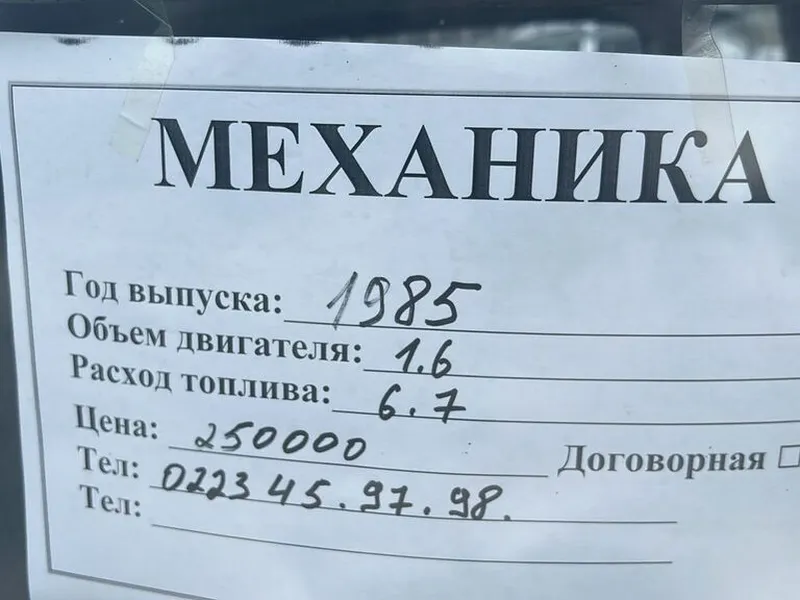 МЕХАНИКА
Год выпуска: 1985
Объем двигателя: 1.6
Расход топлива: 6.7
Цена: 250000 Договорная
Тел: 0223 45.97.98.
Тел: